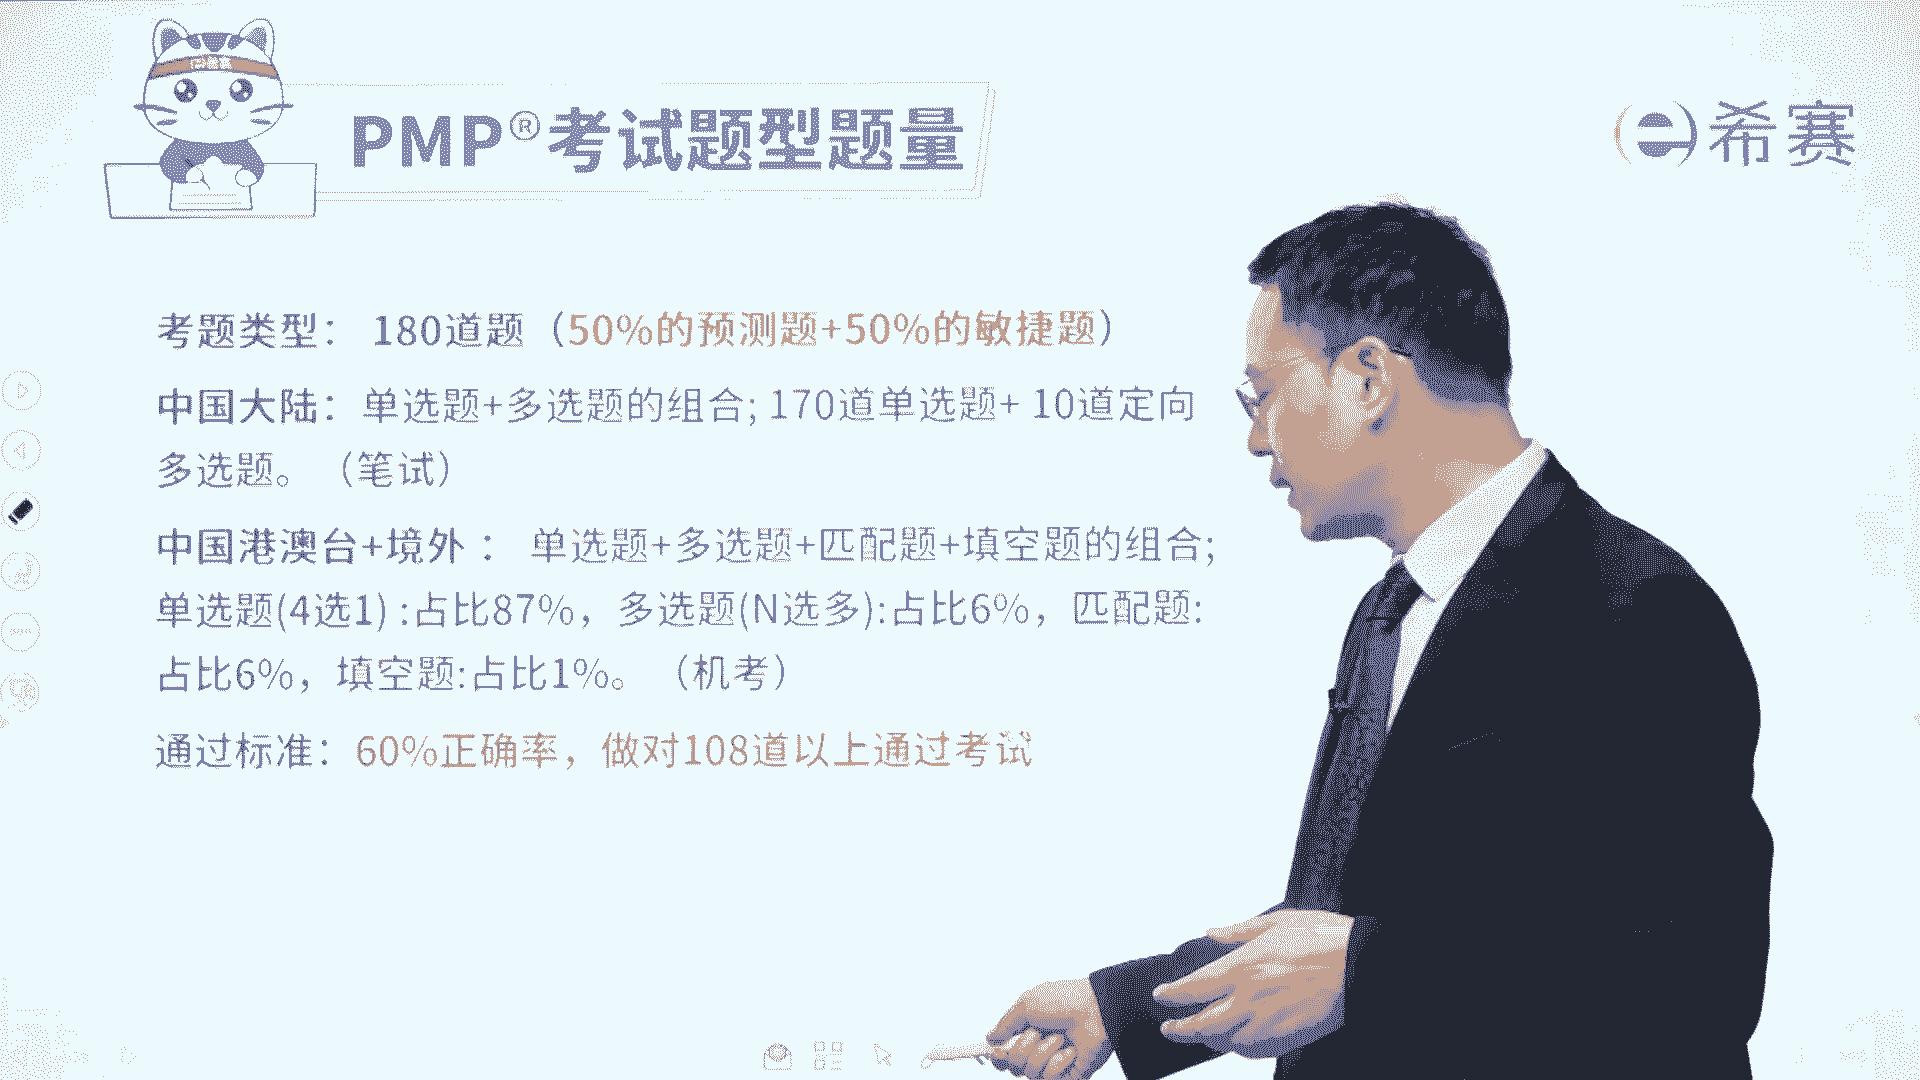 PMP®考试题型题量
希赛
考题类型： 180道题（50%的预测题+50%的敏捷题）
中国大陆：单选题+多选题的组合; 170道单选题+ 10道定向
多选题。（笔试）
中国港澳台+境外 ： 单选题+多选题+匹配题+填空题的组合;
单选题(4选1) :占比87%，多选题(N选多):占比6%，匹配题:
占比6%，填空题:占比1%。（机考）
通过标准：60%正确率，做对108道以上通过考试